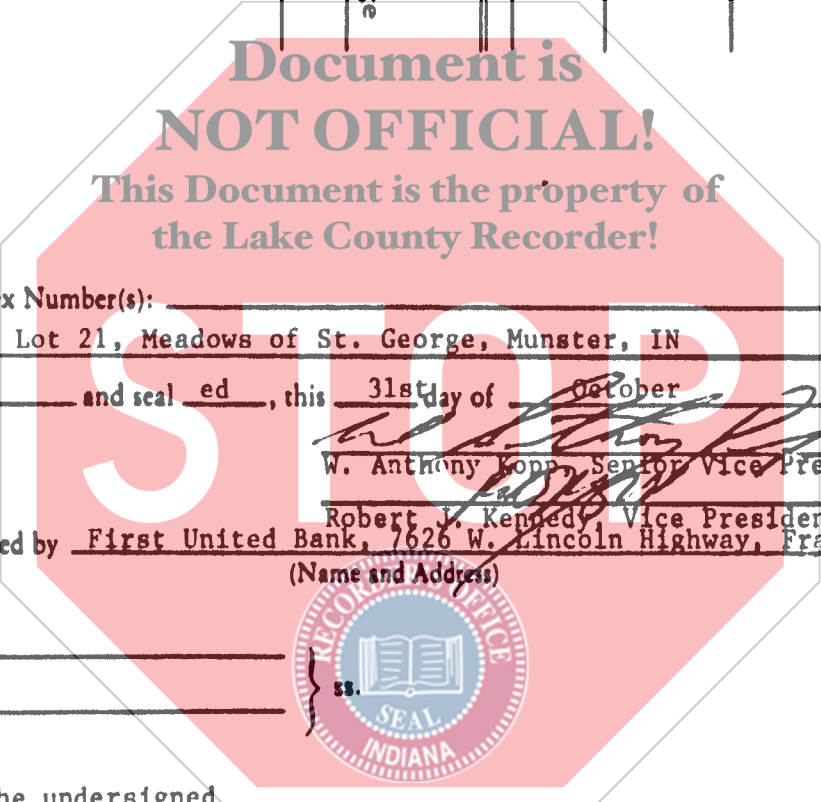 Document is
NOT OFFICIAL!
This Document is the property of
the Lake County Recorder!
x Number(s):
Lot 21, Meadows of St. George, Munster, IN
and seal ed , this 31st day of October
W. Anthony Kopp, Senior Vice Pre
Robert J. Kennedy, Vice Presiden
ed by First United Bank, 7626 W. Lincoln Highway, Fra
(Name and Address)
ss.
STOP
RECORDER'S OFFICE
SEAL
INDIANA
he undersigned